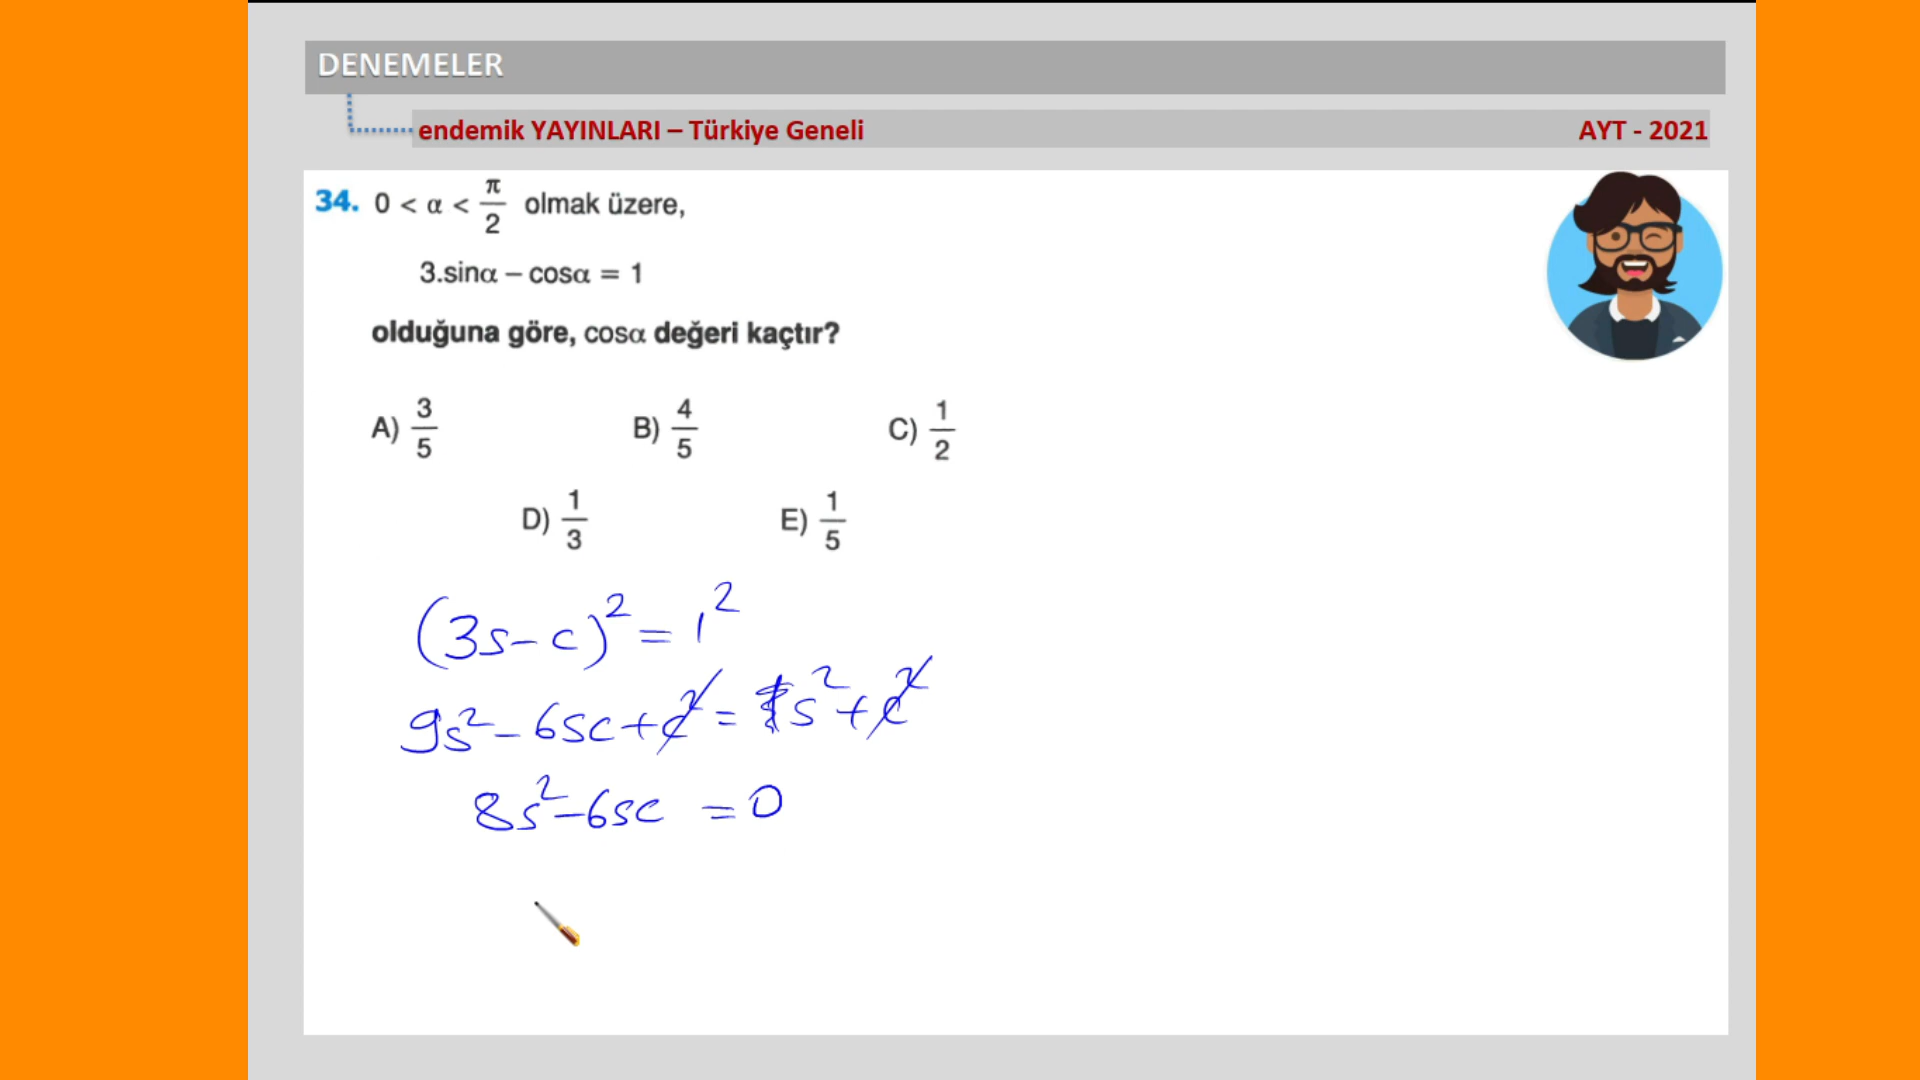 DENEMELER
endemik YAYINLARI – Türkiye Geneli AYT - 2021
34. 0 < α < π/2 olmak üzere,
3.sinα – cosα = 1
olduğuna göre, cosα değeri kaçtır?
A) 3/5 B) 4/5 C) 1/2
D) 1/3 E) 1/5
(3s-c)² = 1²
9s² - 6sc + c² = s² + c²
8s² - 6sc = 0